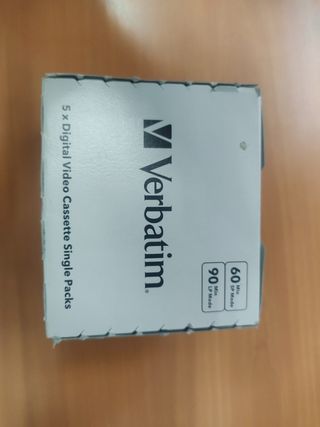 Verbatim®
60 Min
SP Mode
90 Min
LP Mode
5 x Digital Video Cassette Single Packs